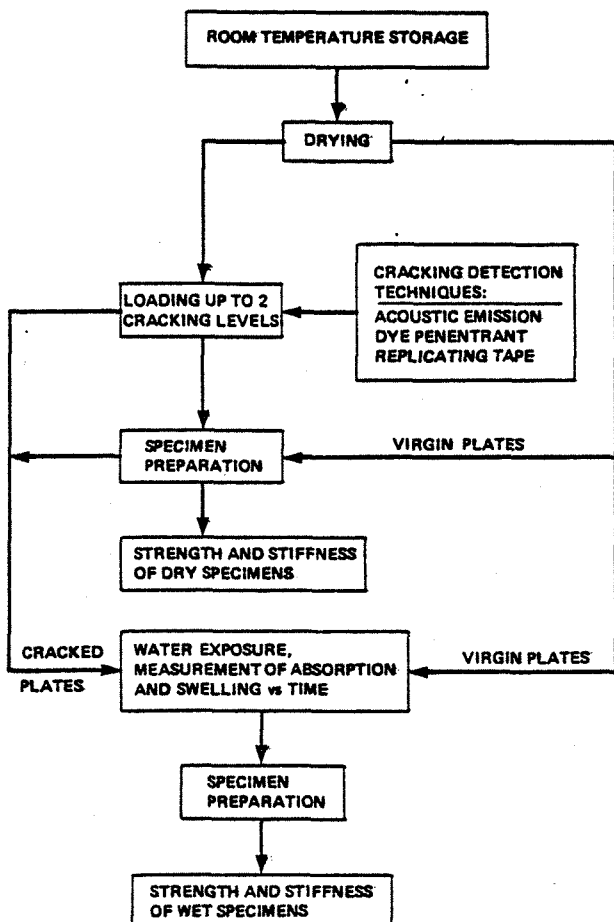 ROOM TEMPERATURE STORAGE
DRYING
CRACKING DETECTION
TECHNIQUES:
ACOUSTIC EMISSION
DYE PENENTRANT
REPLICATING TAPE
LOADING UP TO 2
CRACKING LEVELS
SPECIMEN
PREPARATION
VIRGIN PLATES
STRENGTH AND STIFFNESS
OF DRY SPECIMENS
CRACKED
PLATES
WATER EXPOSURE,
MEASUREMENT OF ABSORPTION
AND SWELLING vs TIME
VIRGIN PLATES
SPECIMEN
PREPARATION
STRENGTH AND STIFFNESS
OF WET SPECIMENS